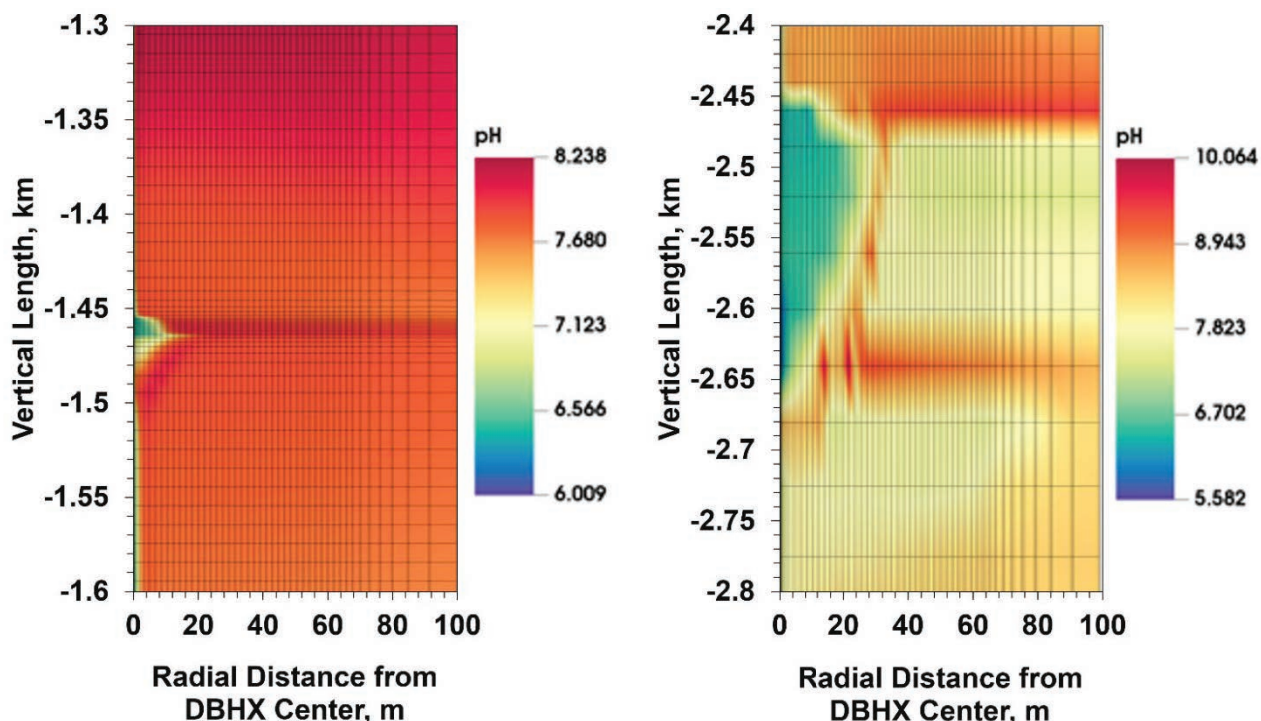 -1.3
-1.35
-1.4
-1.45
-1.5
-1.55
-1.6
Vertical Length, km
0 20 40 60 80 100
Radial Distance from
DBHX Center, m
pH
8.238
7.680
7.123
6.566
6.009
-2.4
-2.45
-2.5
-2.55
-2.6
-2.65
-2.7
-2.75
-2.8
Vertical Length, km
0 20 40 60 80 100
Radial Distance from
DBHX Center, m
pH
10.064
8.943
7.823
6.702
5.582